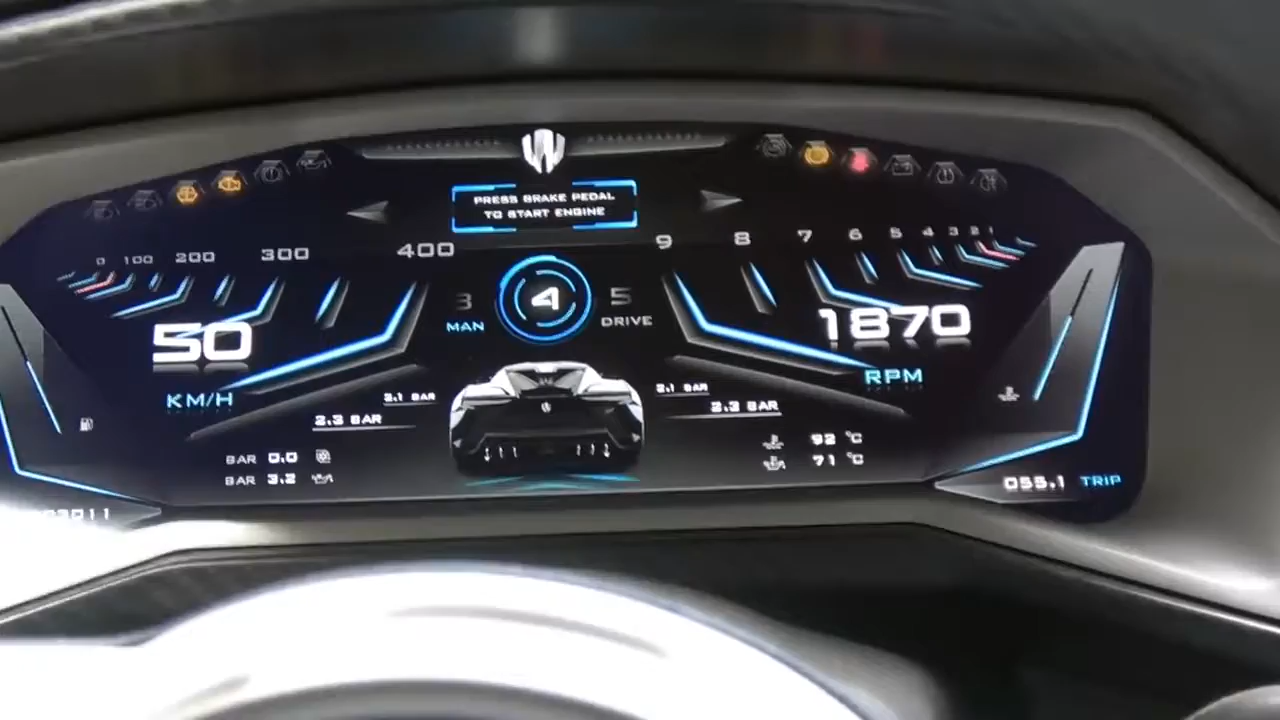 PRESS BRAKE PEDAL
TO START ENGINE
0 100 200 300 400
9 8 7 6 5 4 3 2 1
3 4 5
MAN DRIVE
50
KM/H
1870
RPM
2.1 BAR
2.1 BAR
2.3 BAR
2.3 BAR
BAR 0.0
BAR 3.2
92 °C
71 °C
055.1 TRIP